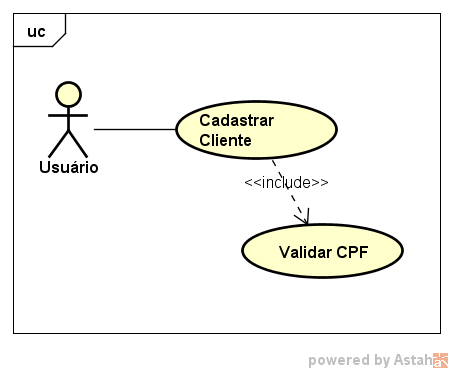 uc
Cadastrar
Cliente
Usuário
<<include>>
Validar CPF
powered by Astah